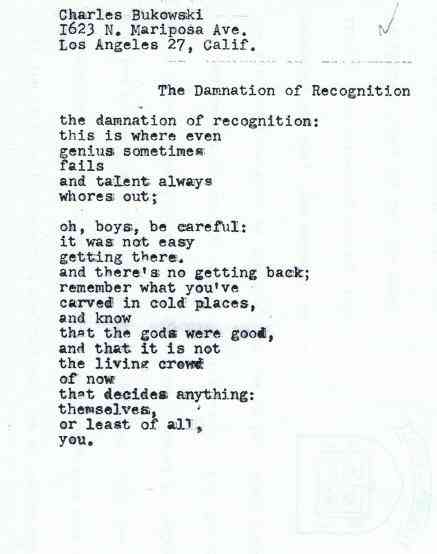 Charles Bukowski
1623 N. Mariposa Ave.
Los Angeles 27, Calif.
The Damnation of Recognition
the damnation of recognition:
this is where even
genius sometimes
fails
and talent always
whores out;
oh, boys, be careful:
it was not easy
getting there.
and there's no getting back;
remember what you've
carved in cold places,
and know
that the gods were good,
and that it is not
the living crowd
of now
that decides anything:
themselves,
or least of all,
you.